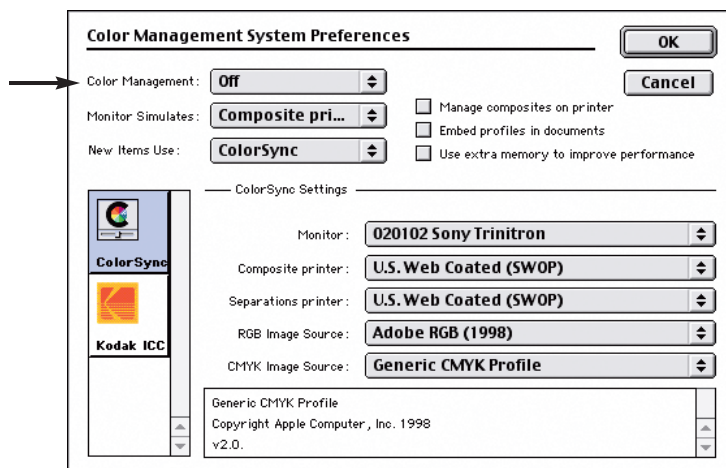 Color Management System Preferences
OK
Color Management: Off
Cancel
Monitor Simulates: Composite pri...
Manage composites on printer
Embed profiles in documents
New Items Use: ColorSync
Use extra memory to improve performance
ColorSync Settings
ColorSync
Kodak ICC
Monitor: 020102 Sony Trinitron
Composite printer: U.S. Web Coated (SWOP)
Separations printer: U.S. Web Coated (SWOP)
RGB Image Source: Adobe RGB (1998)
CMYK Image Source: Generic CMYK Profile
Generic CMYK Profile
Copyright Apple Computer, Inc. 1998
v2.0.